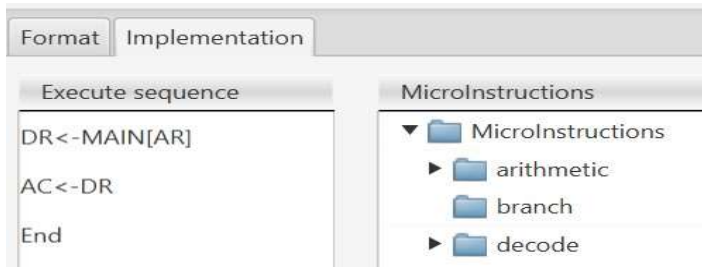 Format Implementation
Execute sequence
DR<-MAIN[AR]
AC<-DR
End
MicroInstructions
MicroInstructions
arithmetic
branch
decode